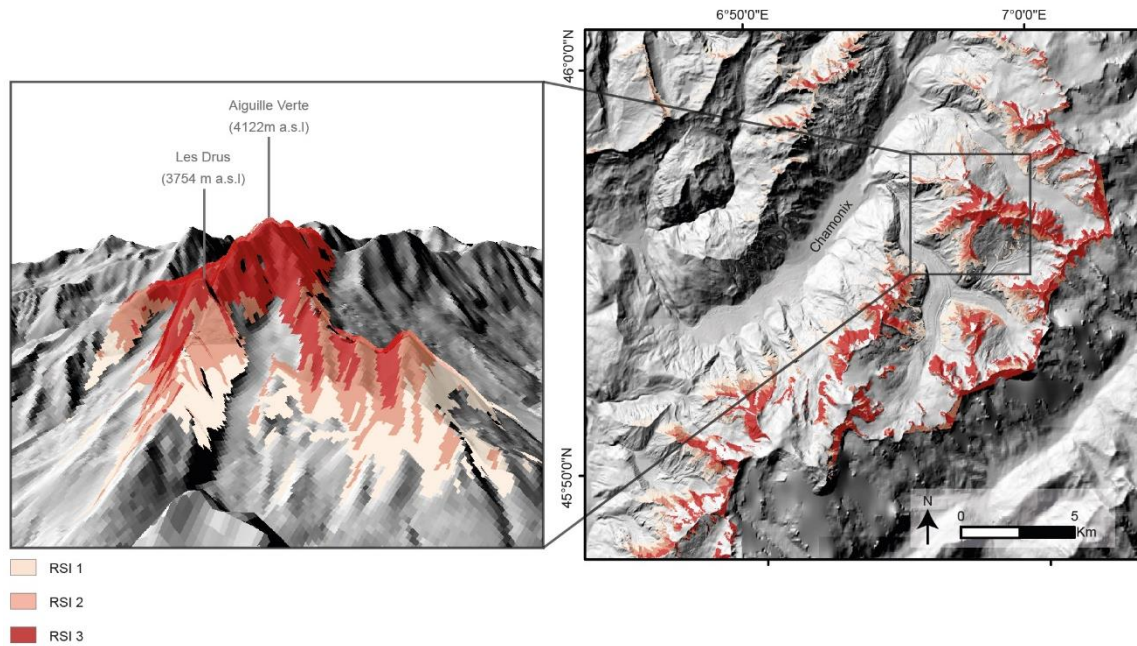 Aiguille Verte
(4122m a.s.l)
Les Drus
(3754 m a.s.l)
RSI 1
RSI 2
RSI 3
6°50'0"E
7°0'0"E
46°0'0"N
45°50'0"N
Chamonix
N
0
5
Km